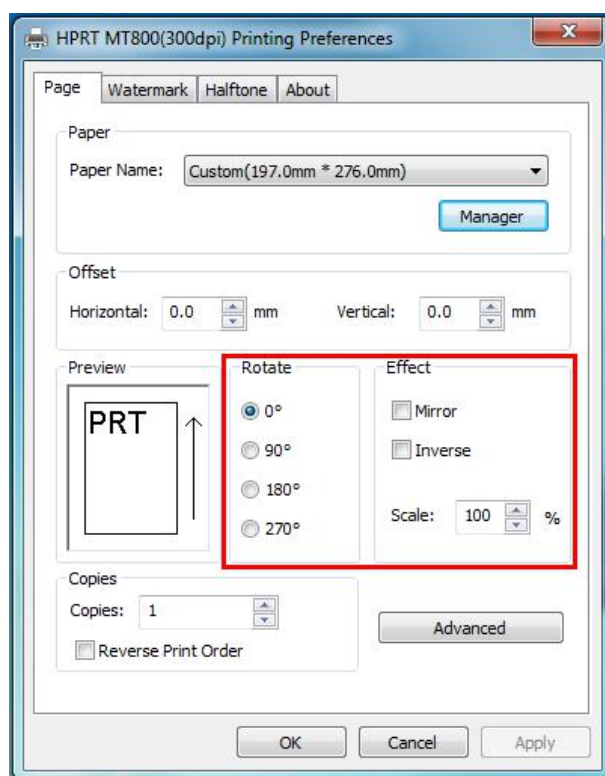 HPRT MT800(300dpi) Printing Preferences
Page Watermark Halftone About
Paper
Paper Name: Custom(197.0mm * 276.0mm)
Manager
Offset
Horizontal: 0.0 mm Vertical: 0.0 mm
Preview
PRT
Rotate
0°
90°
180°
270°
Effect
Mirror
Inverse
Scale: 100 %
Copies
Copies: 1
Reverse Print Order
Advanced
OK Cancel Apply